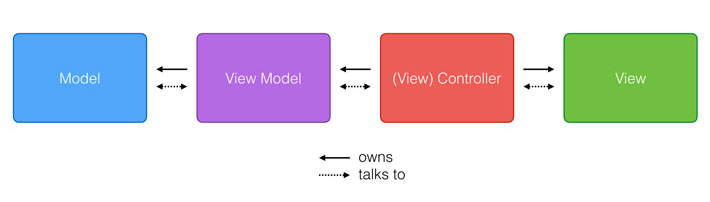 Model
View Model
(View) Controller
View
owns
talks to